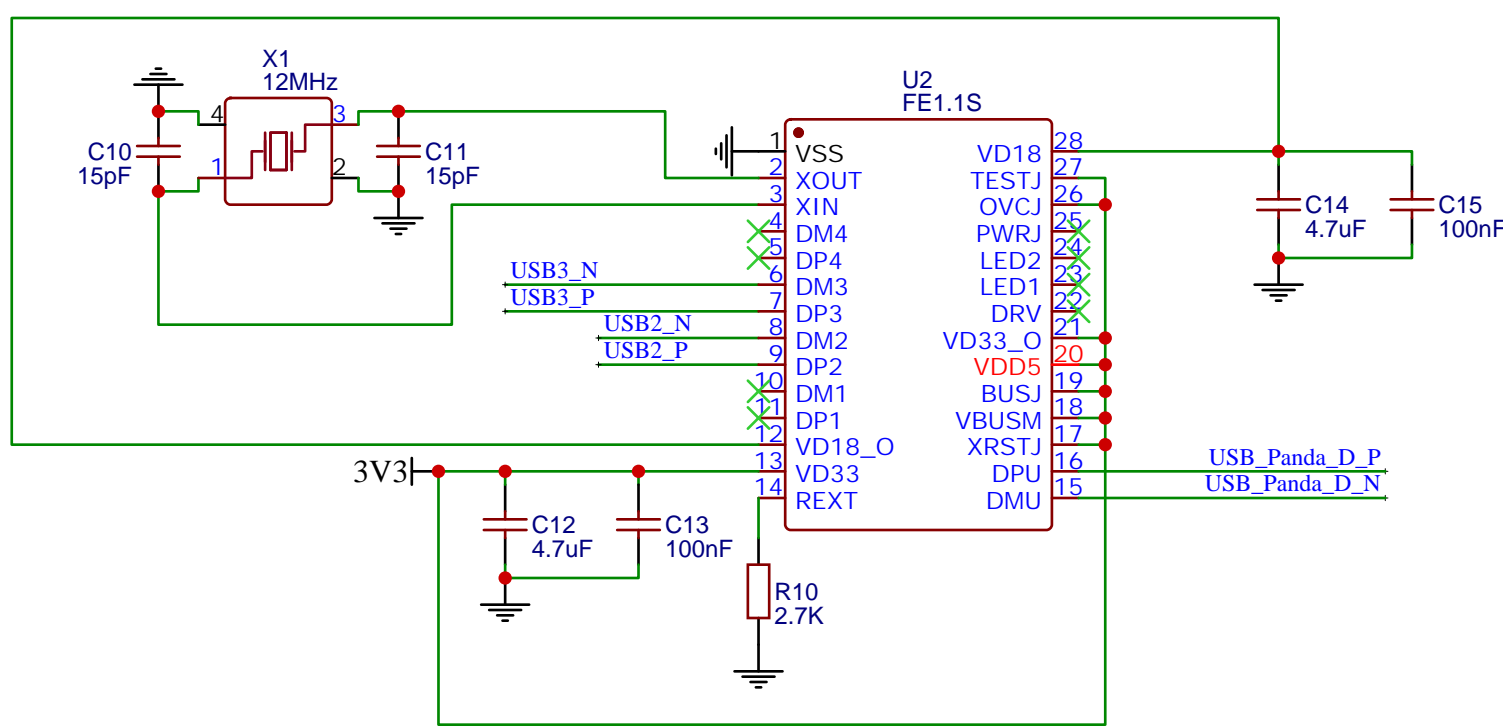 X1
12MHz
4
3
1
2
C10
15pF
C11
15pF
U2
FE1.1S
1
VSS
2
XOUT
3
XIN
4
DM4
5
DP4
6
DM3
7
DP3
8
DM2
9
DP2
10
DM1
11
DP1
12
VD18_O
13
VD33
14
REXT
28
VD18
27
TESTJ
26
OVCJ
25
PWRJ
24
LED2
23
LED1
22
DRV
21
VD33_O
20
VDD5
19
BUSJ
18
VBUSM
17
XRSTJ
16
DPU
15
DMU
USB3_N
USB3_P
USB2_N
USB2_P
USB_Panda_D_P
USB_Panda_D_N
C14
4.7uF
C15
100nF
3V3
C12
4.7uF
C13
100nF
R10
2.7K